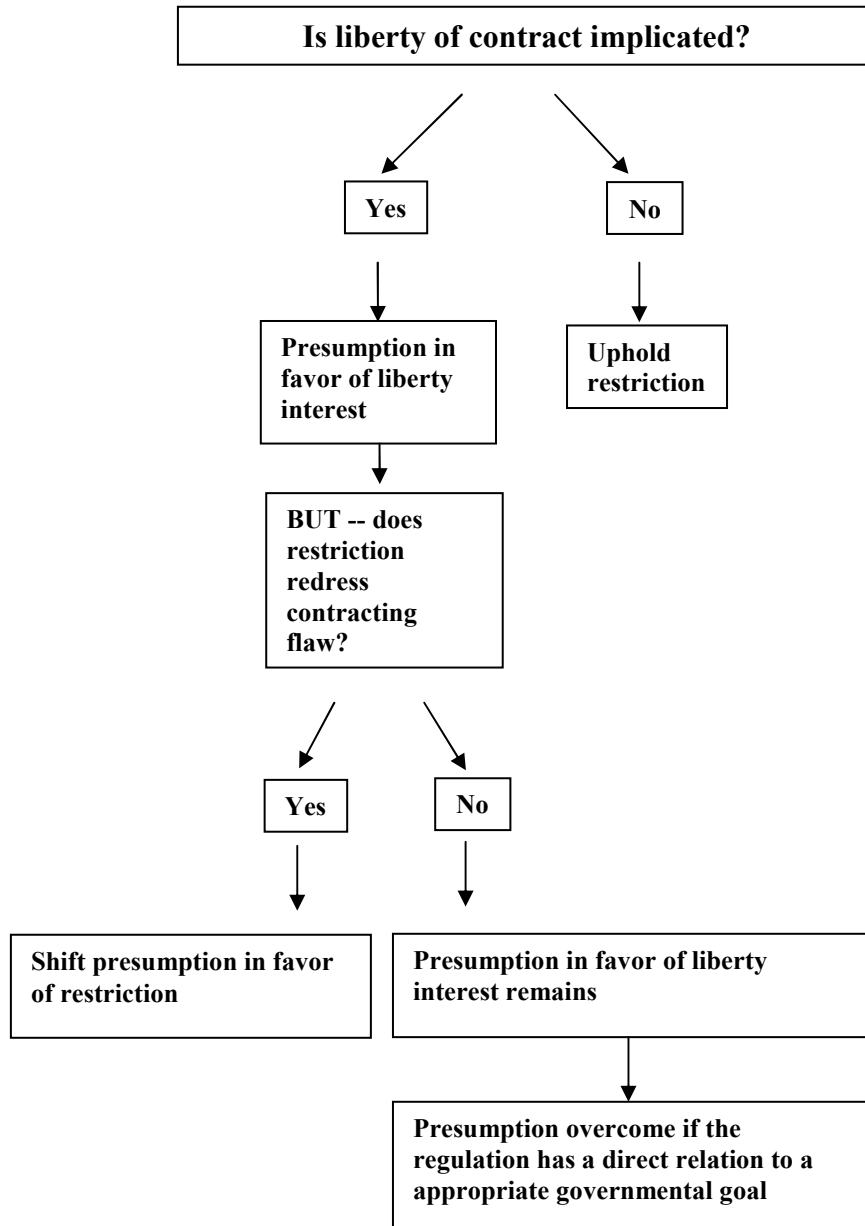 Is liberty of contract implicated?
Yes
No
Presumption in
favor of liberty
interest
Uphold
restriction
BUT -- does
restriction
redress
contracting
flaw?
Yes
No
Shift presumption in favor
of restriction
Presumption in favor of liberty
interest remains
Presumption overcome if the
regulation has a direct relation to a
appropriate governmental goal